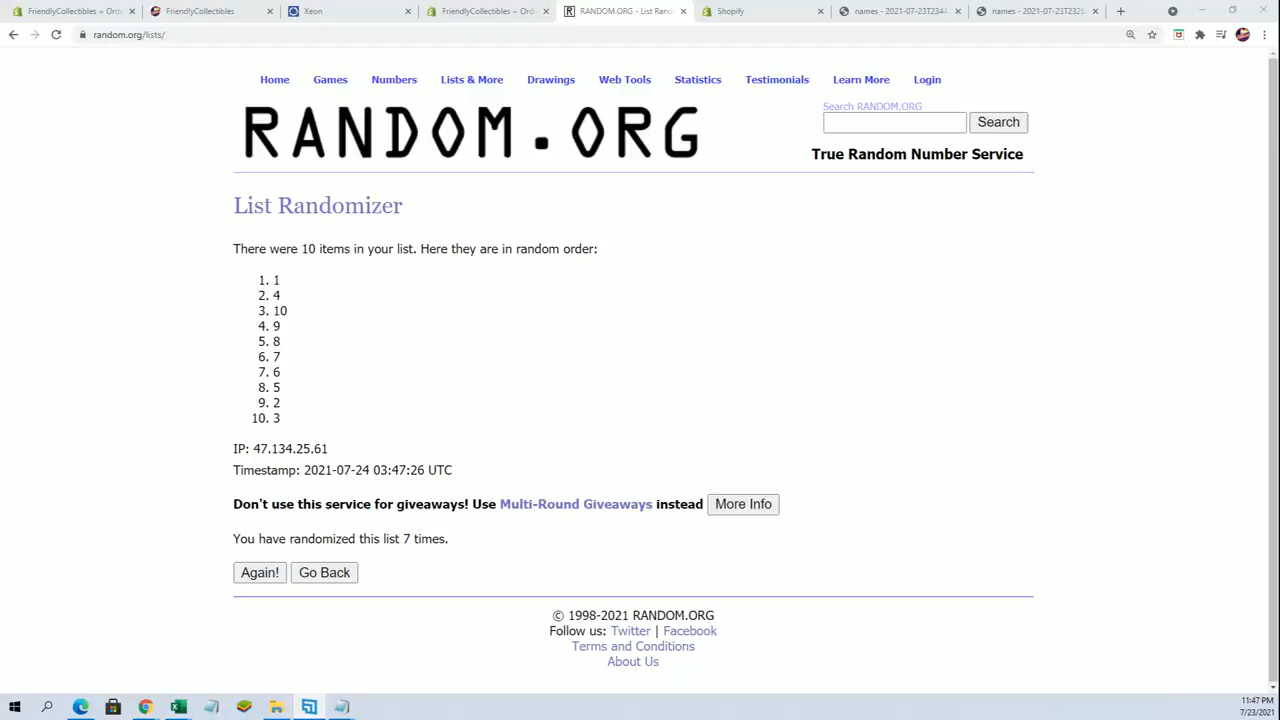 FriendlyCollectibles – Ord
FriendlyCollectibles
Xeon
FriendlyCollectibles – Ord
RANDOM.ORG - List Rand
Shopify
names - 2021-07-23T2344
names - 2021-07-23T232
random.org/lists/
Home Games Numbers Lists & More Drawings Web Tools Statistics Testimonials Learn More Login
RANDOM.ORG
Search RANDOM.ORG
Search
True Random Number Service
List Randomizer
There were 10 items in your list. Here they are in random order:
1. 1
2. 4
3. 10
4. 9
5. 8
6. 7
7. 6
8. 5
9. 2
10. 3
IP: 47.134.25.61
Timestamp: 2021-07-24 03:47:26 UTC
Don't use this service for giveaways! Use Multi-Round Giveaways instead More Info
You have randomized this list 7 times.
Again! Go Back
© 1998-2021 RANDOM.ORG
Follow us: Twitter | Facebook
Terms and Conditions
About Us
11:47 PM
7/23/2021